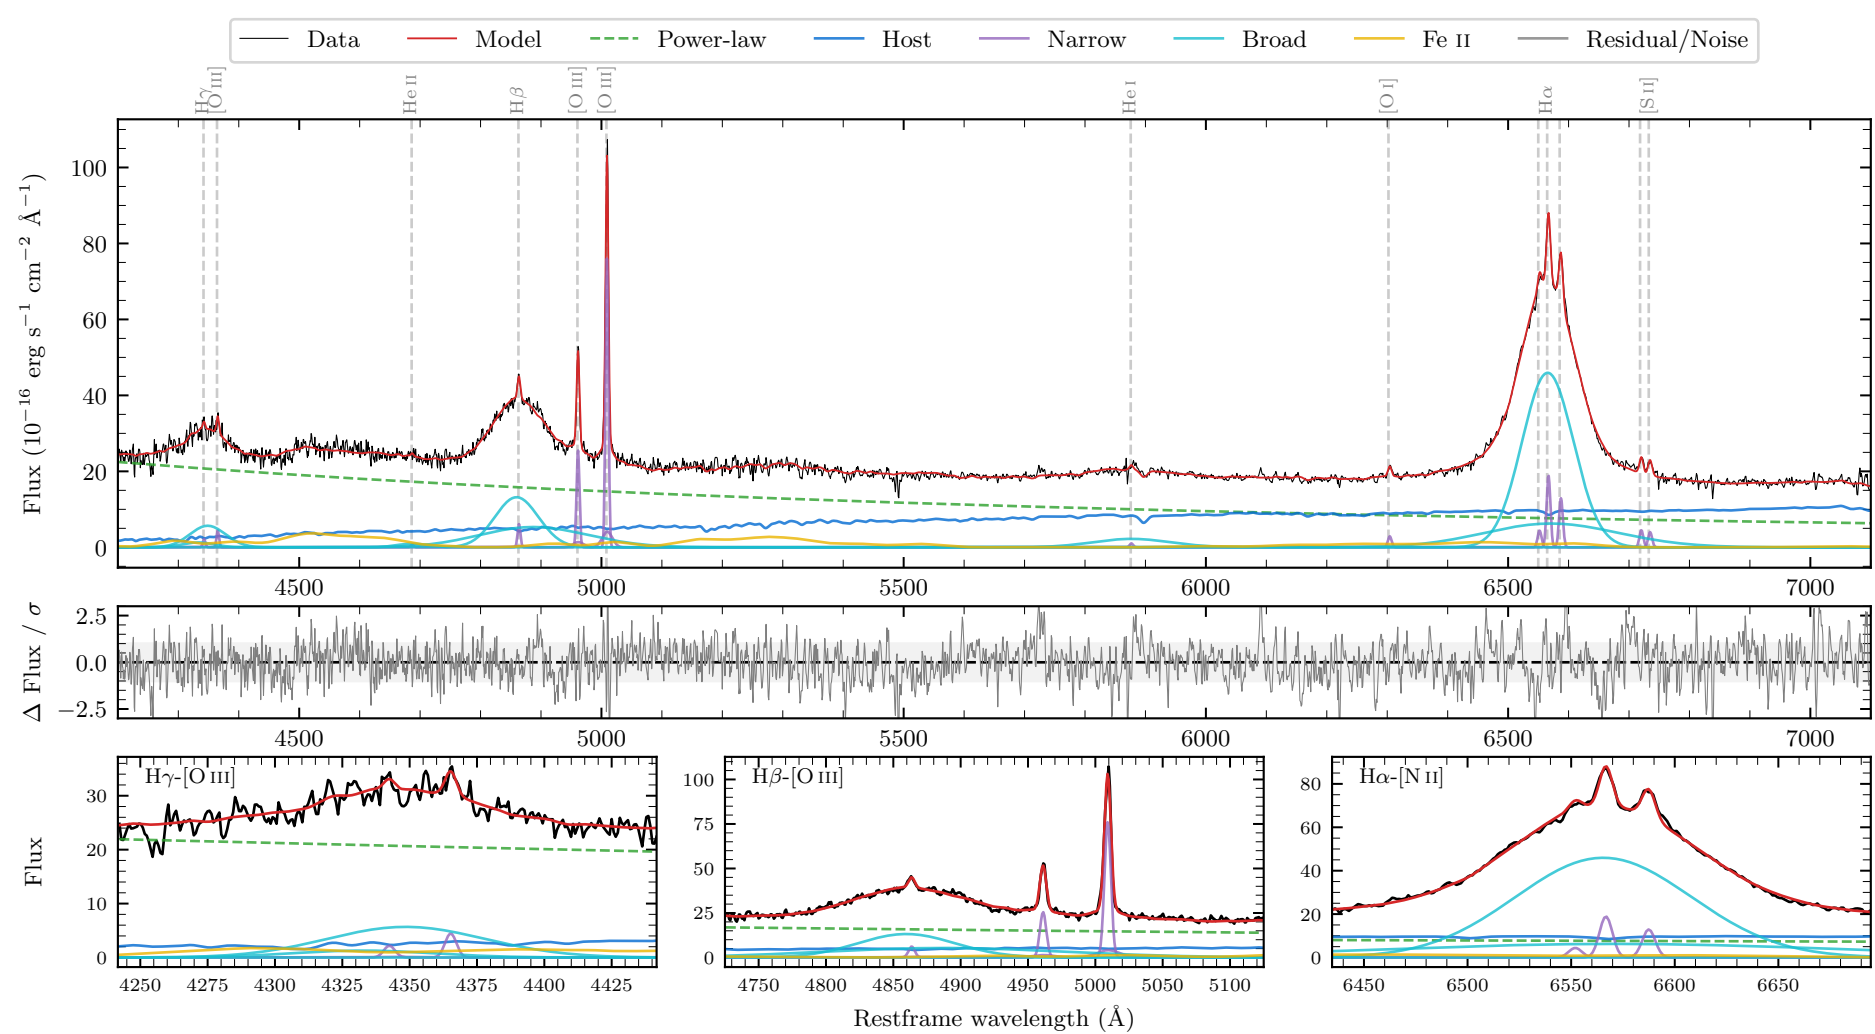 Data Model Power-law Host Narrow Broad Fe II Residual/Noise
Hγ [O III] He II Hβ [O III] [O III] He I [O I] Hα [S II]
Flux (10⁻¹⁶ erg s⁻¹ cm⁻² Å⁻¹)
100
80
60
40
20
0
4500 5000 5500 6000 6500 7000
Δ Flux / σ
2.5
0.0
−2.5
4500 5000 5500 6000 6500 7000
Flux
Hγ-[O III]
30
20
10
0
4250 4275 4300 4325 4350 4375 4400 4425
Hβ-[O III]
100
75
50
25
0
4750 4800 4850 4900 4950 5000 5050 5100
Hα-[N II]
80
60
40
20
0
6450 6500 6550 6600 6650
Restframe wavelength (Å)